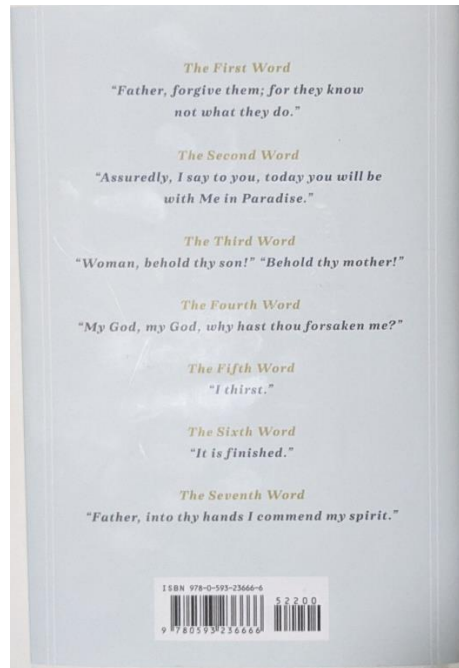 The First Word
“Father, forgive them; for they know
not what they do.”
The Second Word
“Assuredly, I say to you, today you will be
with Me in Paradise.”
The Third Word
“Woman, behold thy son!” “Behold thy mother!”
The Fourth Word
“My God, my God, why hast thou forsaken me?”
The Fifth Word
“I thirst.”
The Sixth Word
“It is finished.”
The Seventh Word
“Father, into thy hands I commend my spirit.”
ISBN 978-0-593-23666-6
52200
9 780593 236666